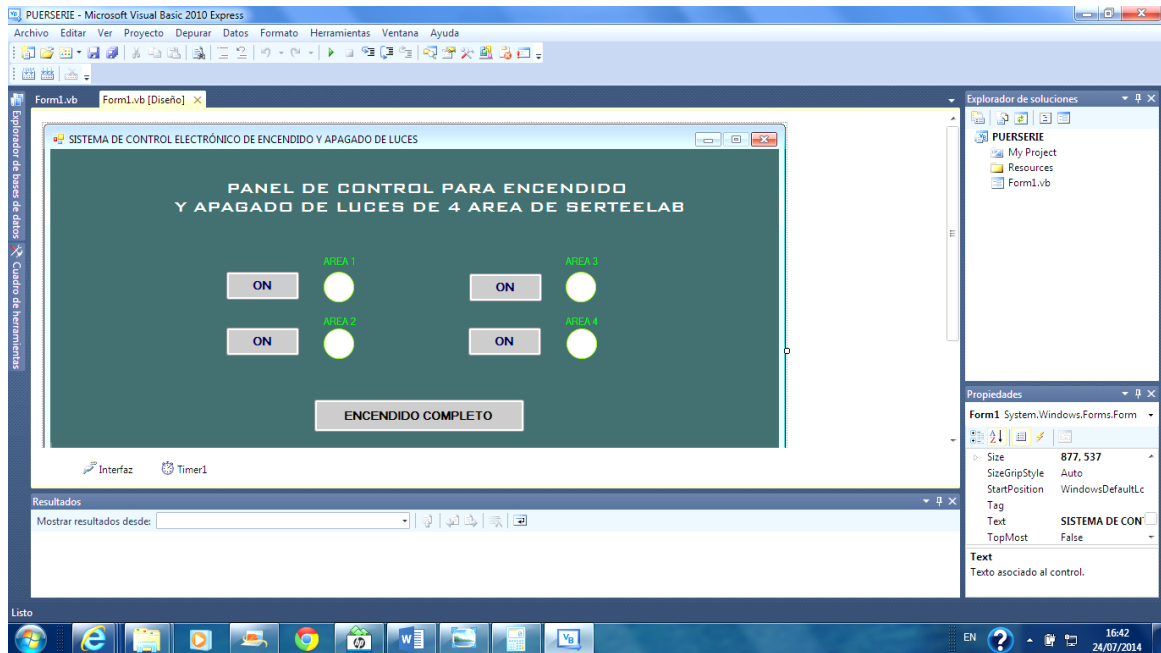 PUERSERIE - Microsoft Visual Basic 2010 Express
Archivo Editar Ver Proyecto Depurar Datos Formato Herramientas Ventana Ayuda
Form1.vb Form1.vb [Diseño]
Explorador de bases de datos
Cuadro de herramientas
SISTEMA DE CONTROL ELECTRÓNICO DE ENCENDIDO Y APAGADO DE LUCES
PANEL DE CONTROL PARA ENCENDIDO
Y APAGADO DE LUCES DE 4 AREA DE SERTEELAB
AREA 1 AREA 3
ON ON
AREA 2 AREA 4
ON ON
ENCENDIDO COMPLETO
Interfaz Timer1
Resultados
Mostrar resultados desde:
Explorador de soluciones
PUERSERIE
My Project
Resources
Form1.vb
Propiedades
Form1 System.Windows.Forms.Form
Size 877, 537
SizeGripStyle Auto
StartPosition WindowsDefaultLc
Tag
Text SISTEMA DE CON
TopMost False
Text
Texto asociado al control.
Listo
EN 16:42
24/07/2014